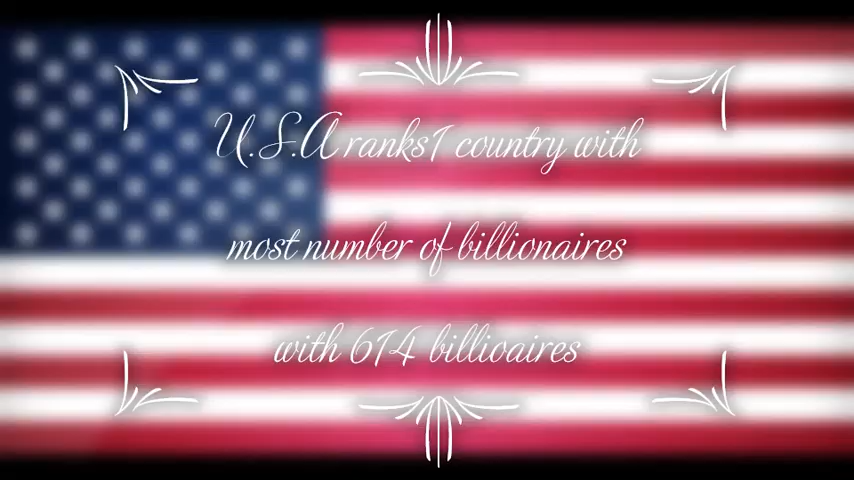 U.S.A ranks1 country with
most number of billionaires
with 614 billioaires